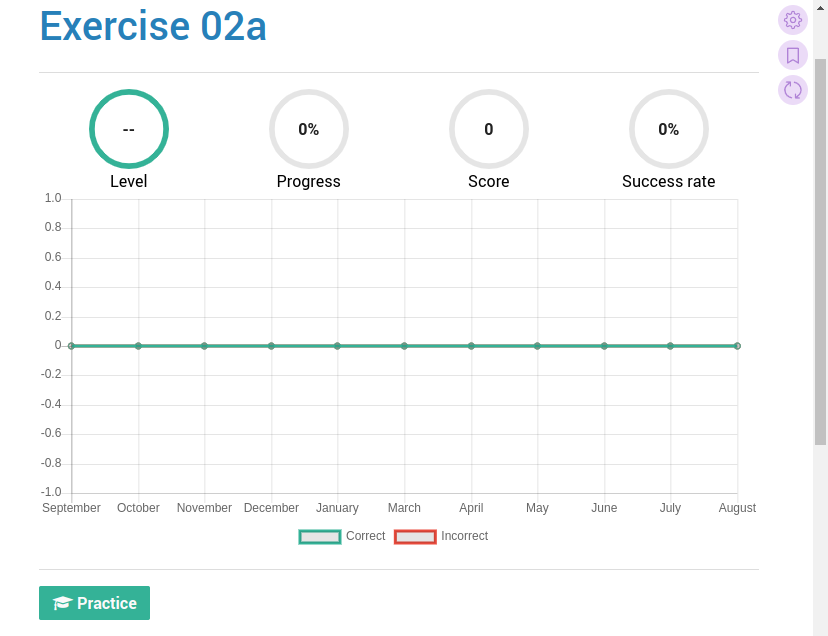 Exercise 02a
-- 0% 0 0%
Level Progress Score Success rate
1.0
0.8
0.6
0.4
0.2
0
-0.2
-0.4
-0.6
-0.8
-1.0
September October November December January March April May June July August
Correct Incorrect
Practice